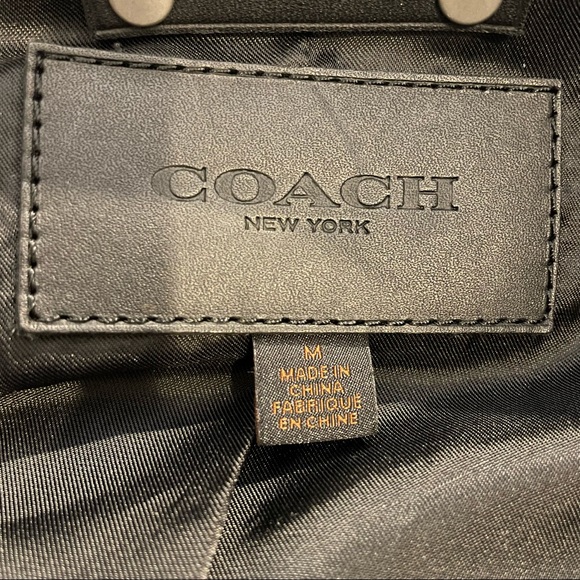 COACH
NEW YORK
M
MADE IN
CHINA
FABRIQUE
EN CHINE